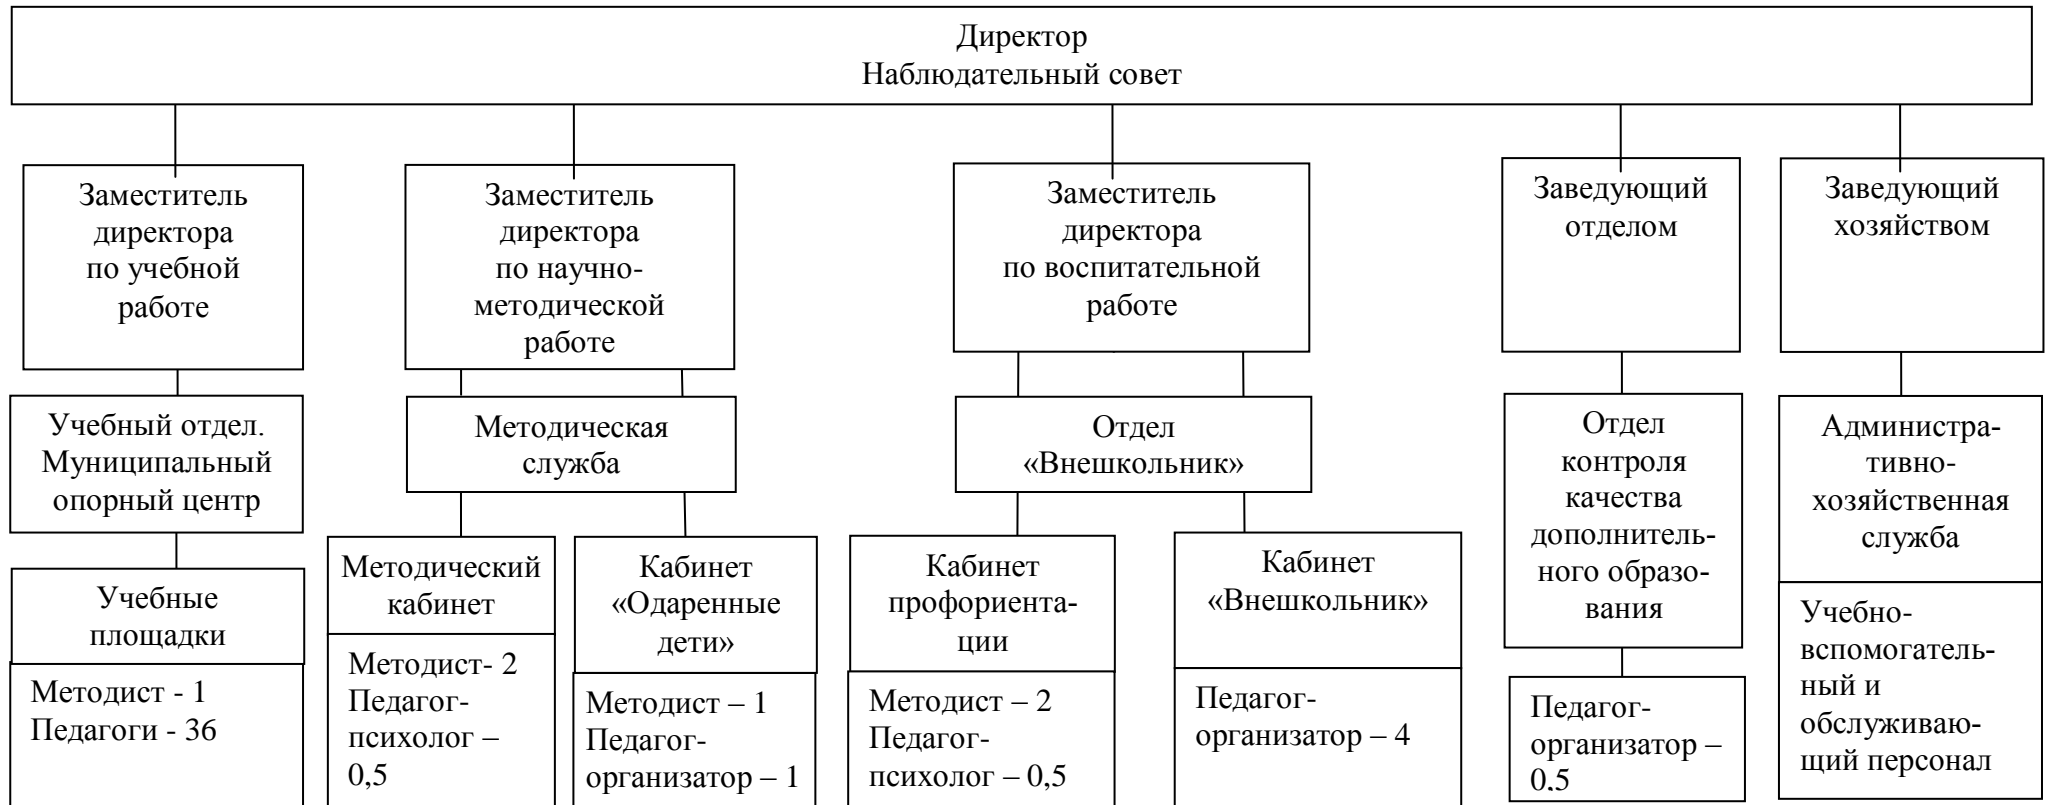 Директор
Наблюдательный совет
Заместитель
директора
по учебной
работе
Заместитель
директора
по научно-
методической
работе
Заместитель
директора
по воспитательной
работе
Заведующий
отделом
Заведующий
хозяйством
Учебный отдел.
Муниципальный
опорный центр
Методическая
служба
Отдел
«Внешкольник»
Отдел
контроля
качества
дополнитель-
ного образо-
вания
Администра-
тивно-
хозяйственная
служба
Учебные
площадки
Методист - 1
Педагоги - 36
Методический
кабинет
Методист- 2
Педагог-
психолог –
0,5
Кабинет
«Одаренные
дети»
Методист – 1
Педагог-
организатор – 1
Кабинет
профориента-
ции
Методист – 2
Педагог-
психолог – 0,5
Кабинет
«Внешкольник»
Педагог-
организатор – 4
Педагог-
организатор –
0,5
Учебно-
вспомогатель-
ный и
обслуживаю-
щий персонал